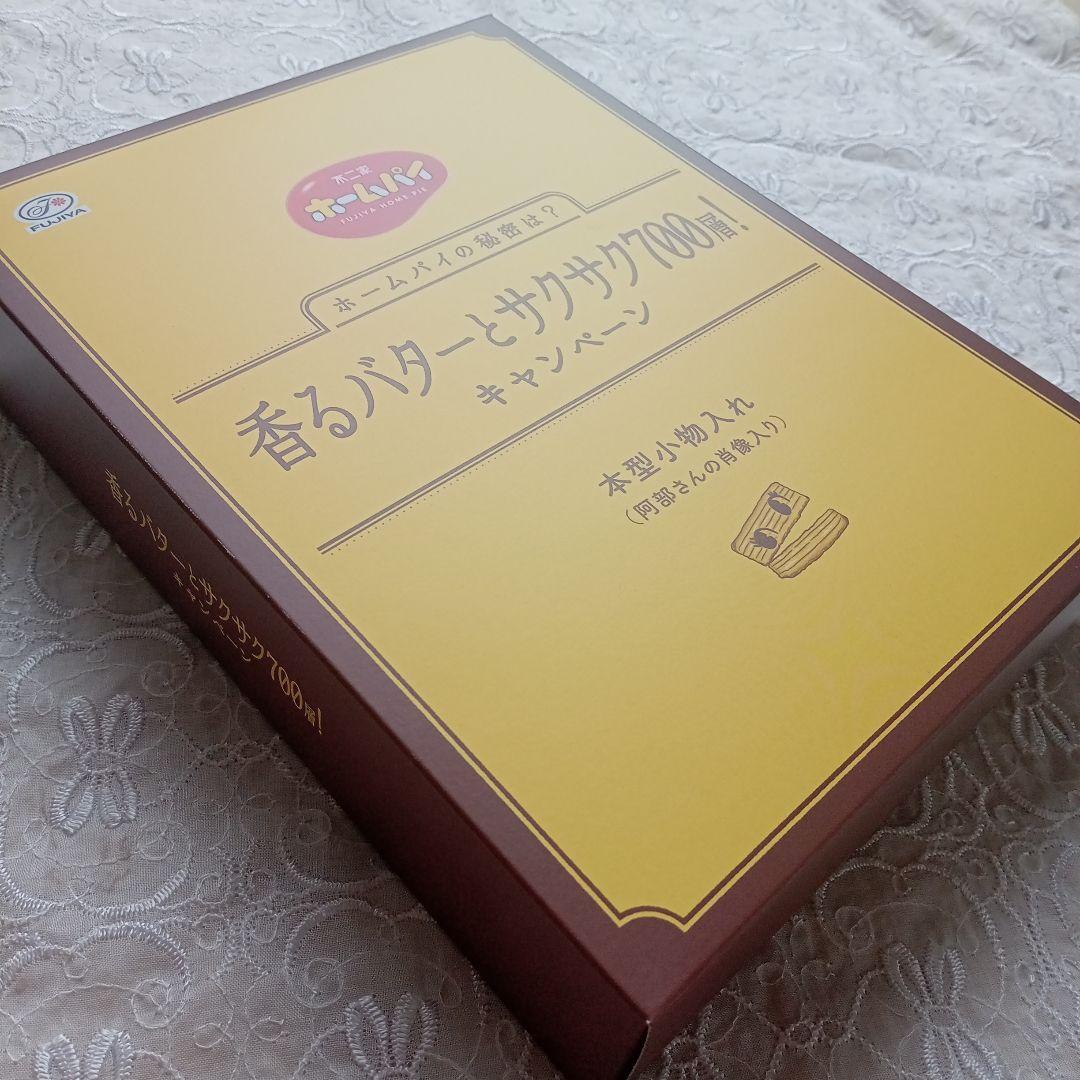 FUJIYA
不二家
ホームパイ
FUJIYA HOME PIE
ホームパイの秘密は?
香るバターとサクサク700層!
キャンペーン
本型小物入れ
(阿部さんの肖像入り)
香るバターとサクサク700層!
キャンペーン